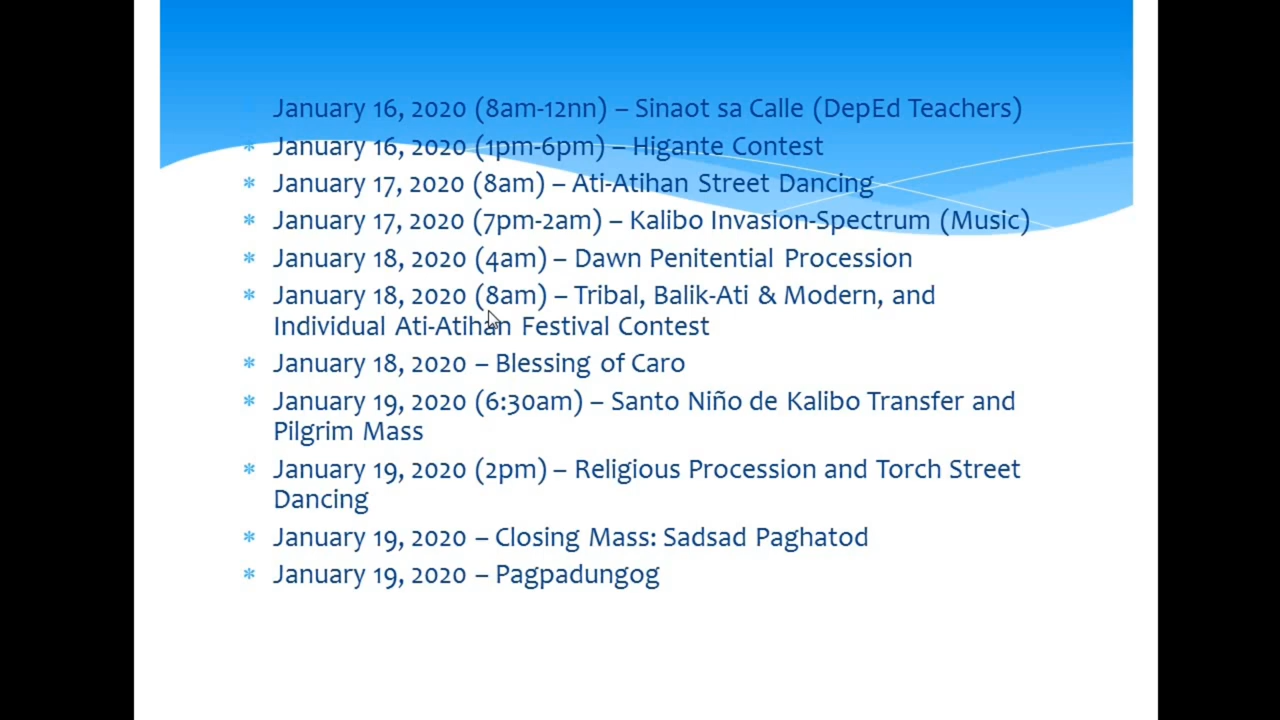 January 16, 2020 (8am-12nn) – Sinaot sa Calle (DepEd Teachers)
* January 16, 2020 (1pm-6pm) – Higante Contest
* January 17, 2020 (8am) – Ati-Atihan Street Dancing
* January 17, 2020 (7pm-2am) – Kalibo Invasion-Spectrum (Music)
* January 18, 2020 (4am) – Dawn Penitential Procession
* January 18, 2020 (8am) – Tribal, Balik-Ati & Modern, and
Individual Ati-Atihan Festival Contest
* January 18, 2020 – Blessing of Caro
* January 19, 2020 (6:30am) – Santo Niño de Kalibo Transfer and
Pilgrim Mass
* January 19, 2020 (2pm) – Religious Procession and Torch Street
Dancing
* January 19, 2020 – Closing Mass: Sadsad Paghatod
* January 19, 2020 – Pagpadungog